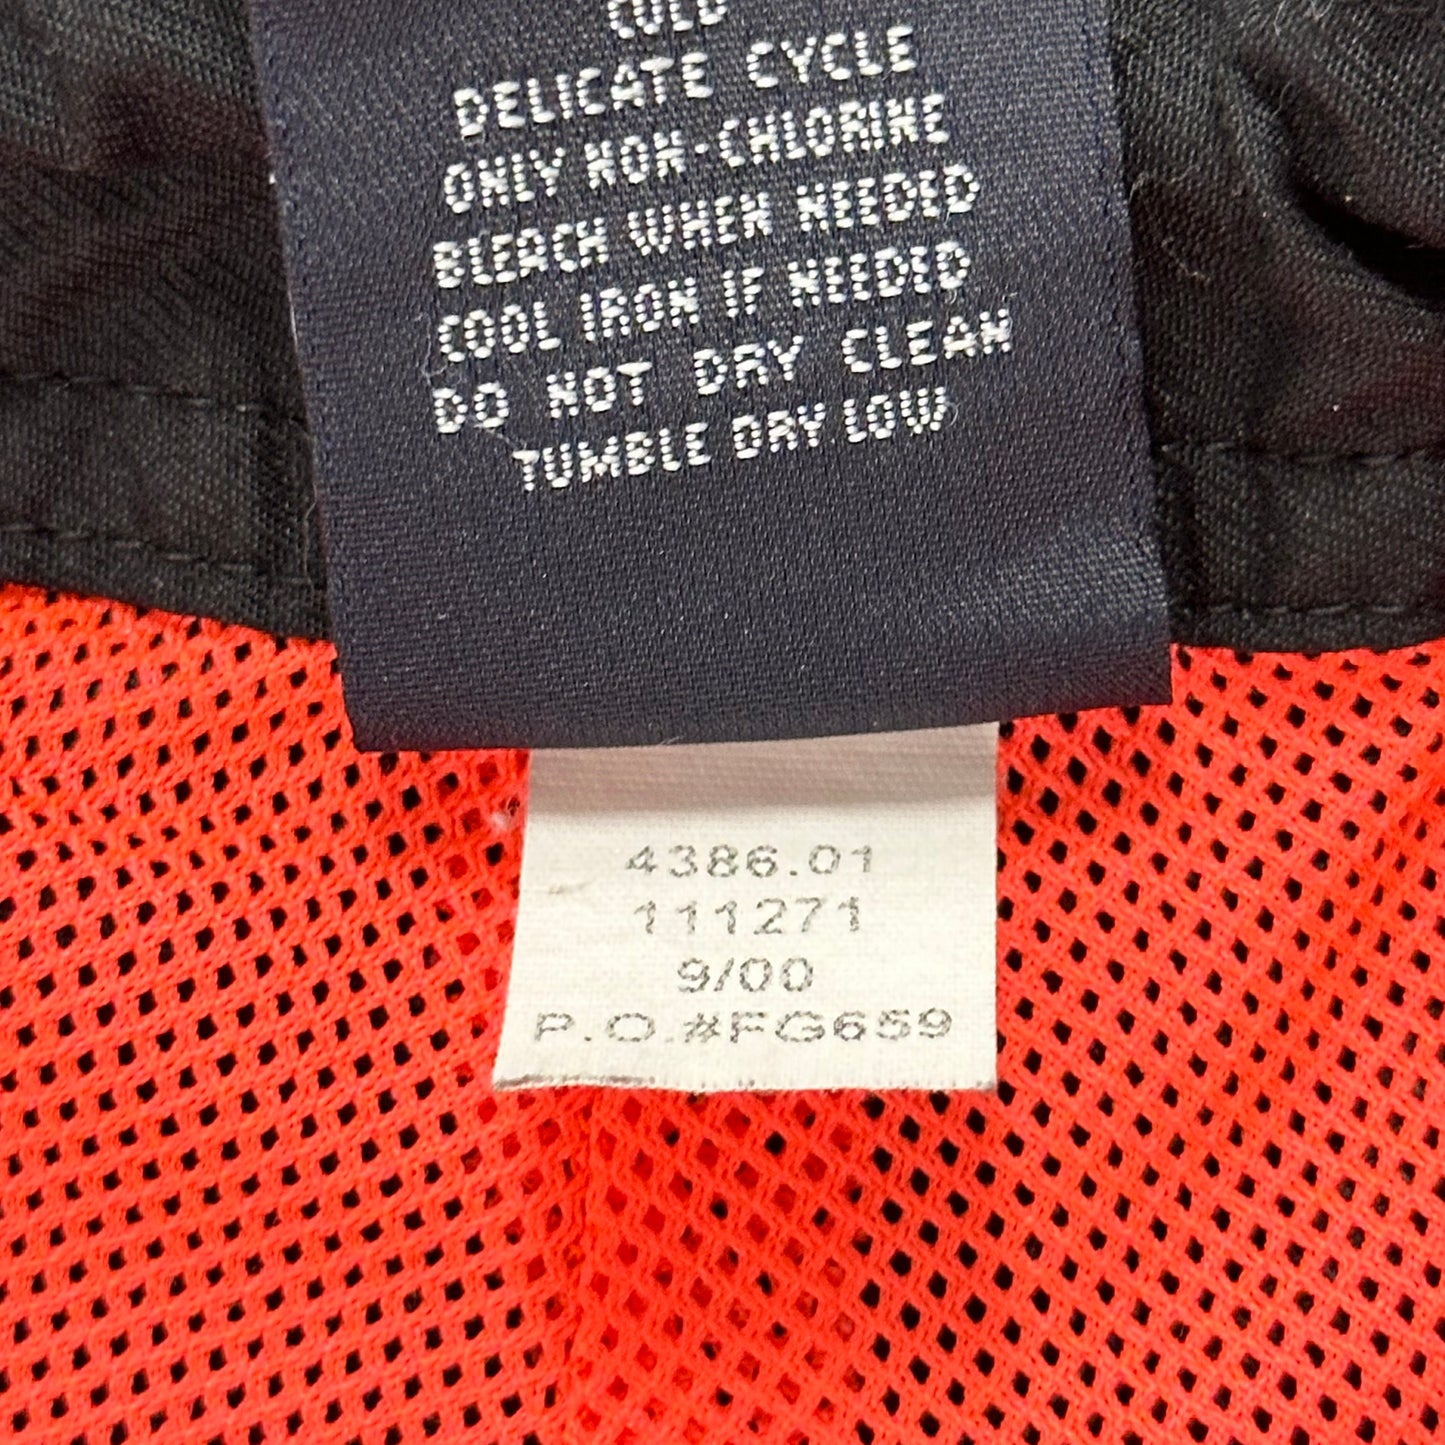 COLD
DELICATE CYCLE
ONLY NON-CHLORINE
BLEACH WHEN NEEDED
COOL IRON IF NEEDED
DO NOT DRY CLEAN
TUMBLE DRY LOW
4386.01
111271
9/00
P.O.#FG659